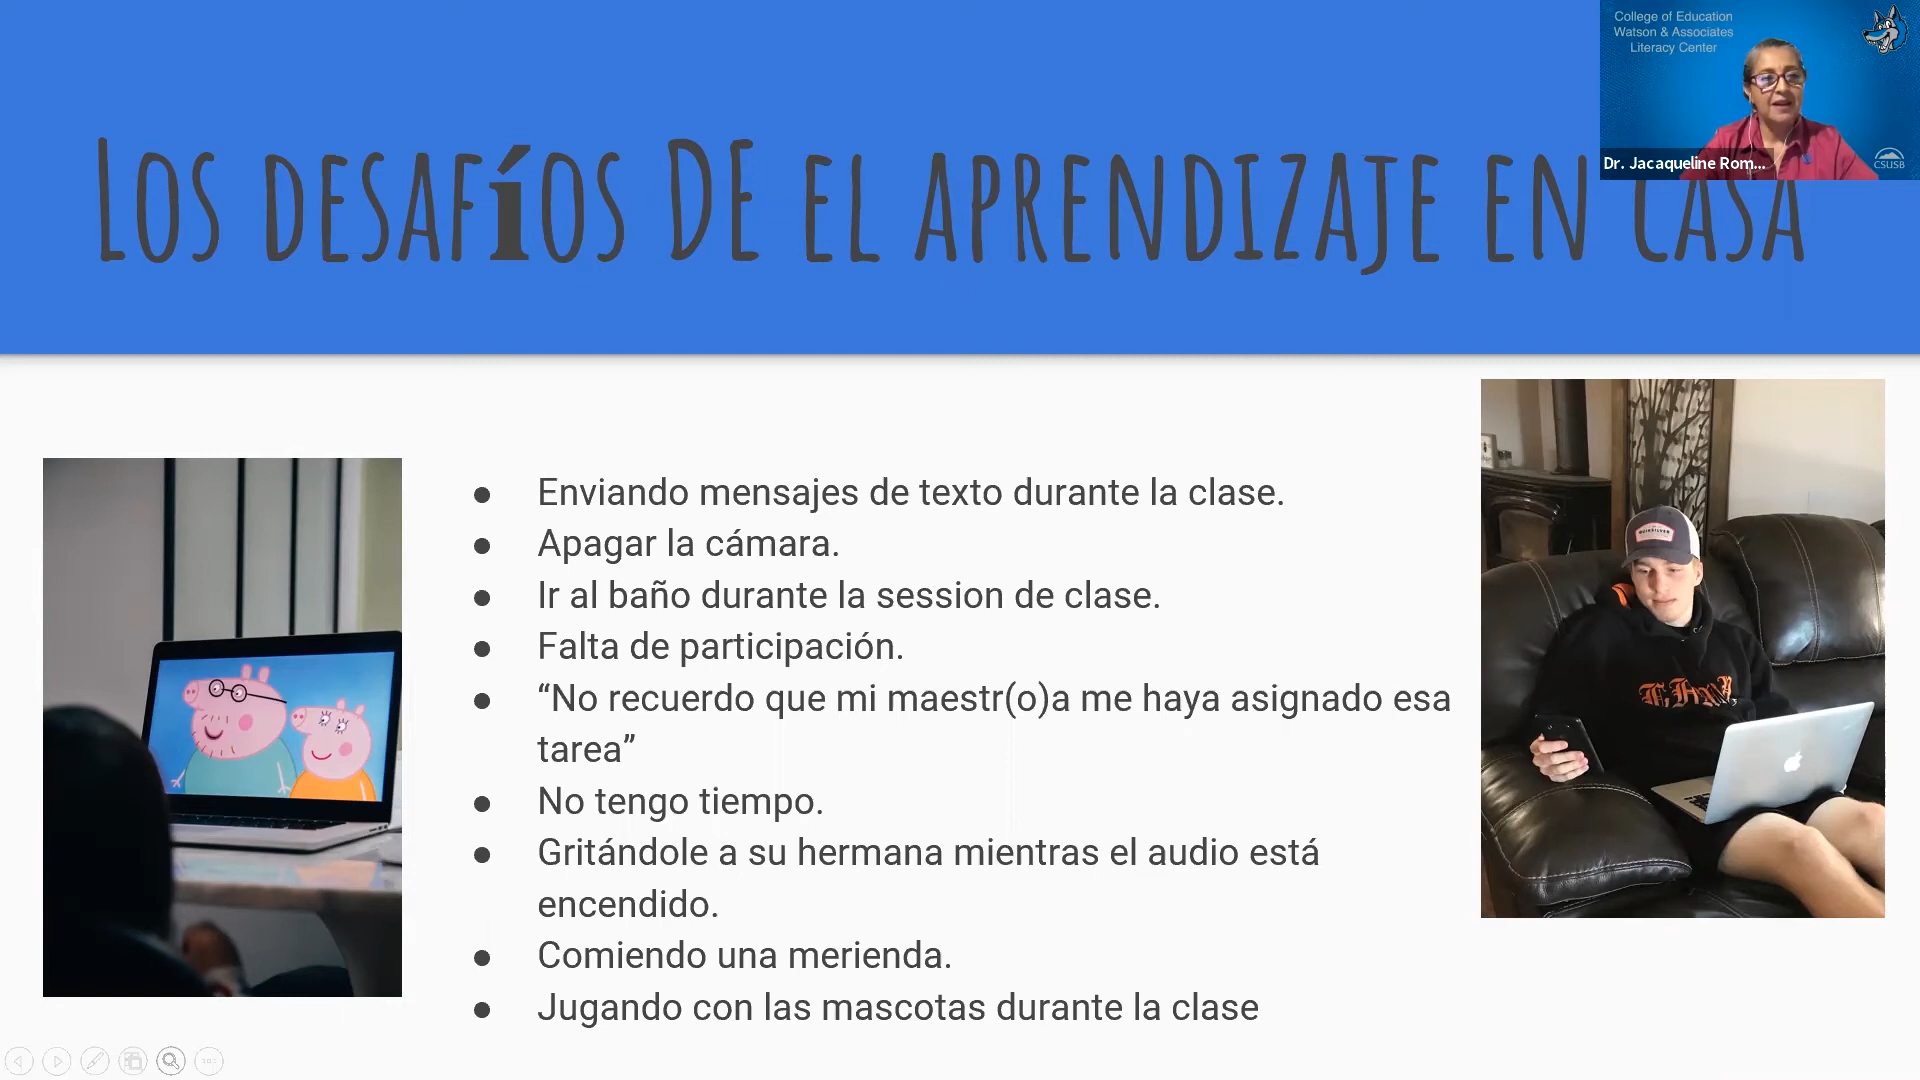 College of Education
Watson & Associates
Literacy Center
Dr. Jacaqueline Rom...
CSUSB
Los desafíos DE el aprendizaje en casa
Enviando mensajes de texto durante la clase.
Apagar la cámara.
Ir al baño durante la session de clase.
Falta de participación.
“No recuerdo que mi maestr(o)a me haya asignado esa
tarea”
No tengo tiempo.
Gritándole a su hermana mientras el audio está
encendido.
Comiendo una merienda.
Jugando con las mascotas durante la clase
QUIKSILVER